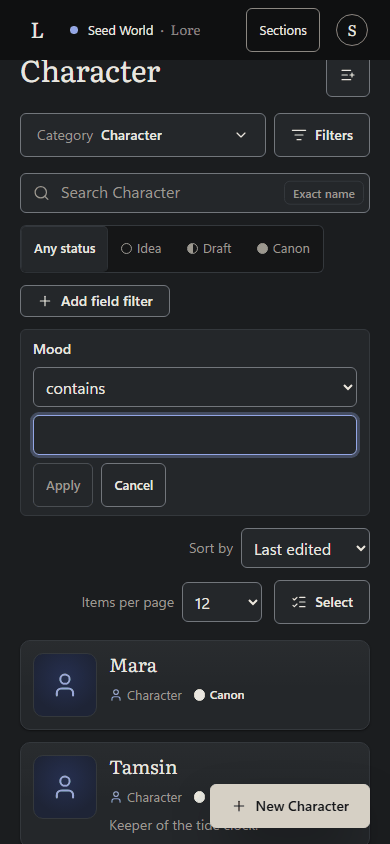 L Seed World · Lore Sections S
Character
Category Character Filters
Search Character Exact name
Any status Idea Draft Canon
Add field filter
Mood
contains
Apply Cancel
Sort by Last edited
Items per page 12 Select
Mara
Character Canon
Tamsin
Character
New Character
Keeper of the tide clock.